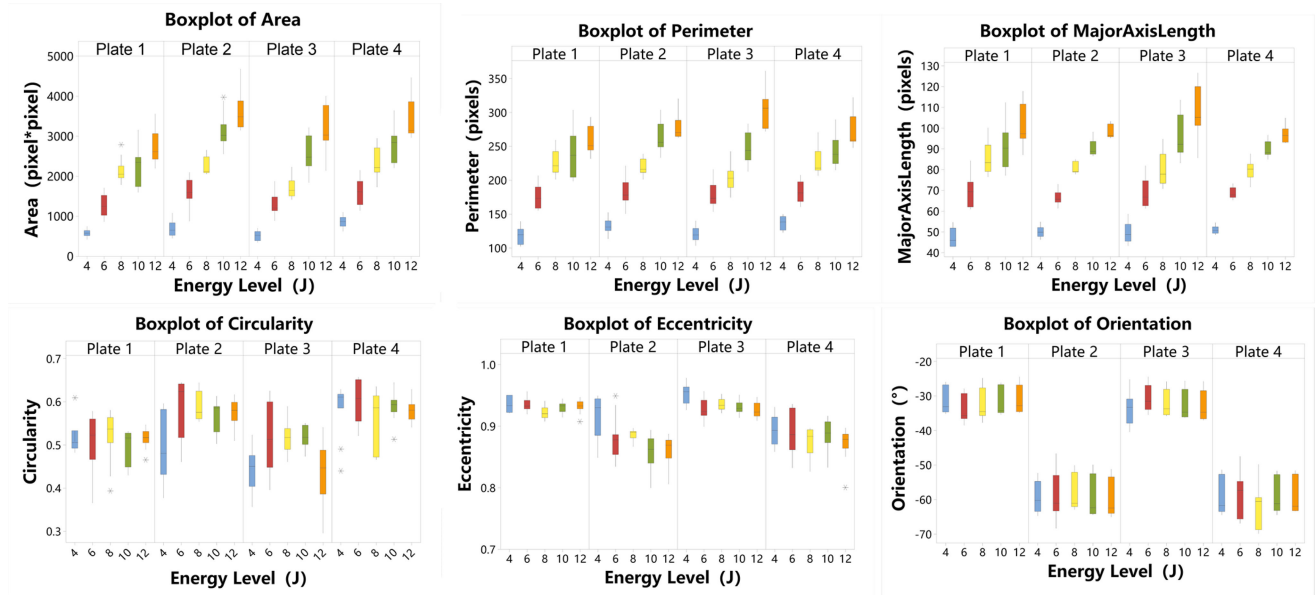 Boxplot of Area
Plate 1 Plate 2 Plate 3 Plate 4
Area (pixel*pixel)
5000
4000
3000
2000
1000
0
4 6 8 10 12 4 6 8 10 12 4 6 8 10 12 4 6 8 10 12
Energy Level (J)
Boxplot of Perimeter
Plate 1 Plate 2 Plate 3 Plate 4
Perimeter (pixels)
350
300
250
200
150
100
4 6 8 10 12 4 6 8 10 12 4 6 8 10 12 4 6 8 10 12
Energy Level (J)
Boxplot of MajorAxisLength
Plate 1 Plate 2 Plate 3 Plate 4
MajorAxisLength (pixels)
130
120
110
100
90
80
70
60
50
40
4 6 8 10 12 4 6 8 10 12 4 6 8 10 12 4 6 8 10 12
Energy Level (J)
Boxplot of Circularity
Plate 1 Plate 2 Plate 3 Plate 4
Circularity
0.7
0.6
0.5
0.4
0.3
4 6 8 10 12 4 6 8 10 12 4 6 8 10 12 4 6 8 10 12
Energy Level (J)
Boxplot of Eccentricity
Plate 1 Plate 2 Plate 3 Plate 4
Eccentricity
1.0
0.9
0.8
0.7
4 6 8 10 12 4 6 8 10 12 4 6 8 10 12 4 6 8 10 12
Energy Level (J)
Boxplot of Orientation
Plate 1 Plate 2 Plate 3 Plate 4
Orientation (°)
-20
-30
-40
-50
-60
-70
4 6 8 10 12 4 6 8 10 12 4 6 8 10 12 4 6 8 10 12
Energy Level (J)